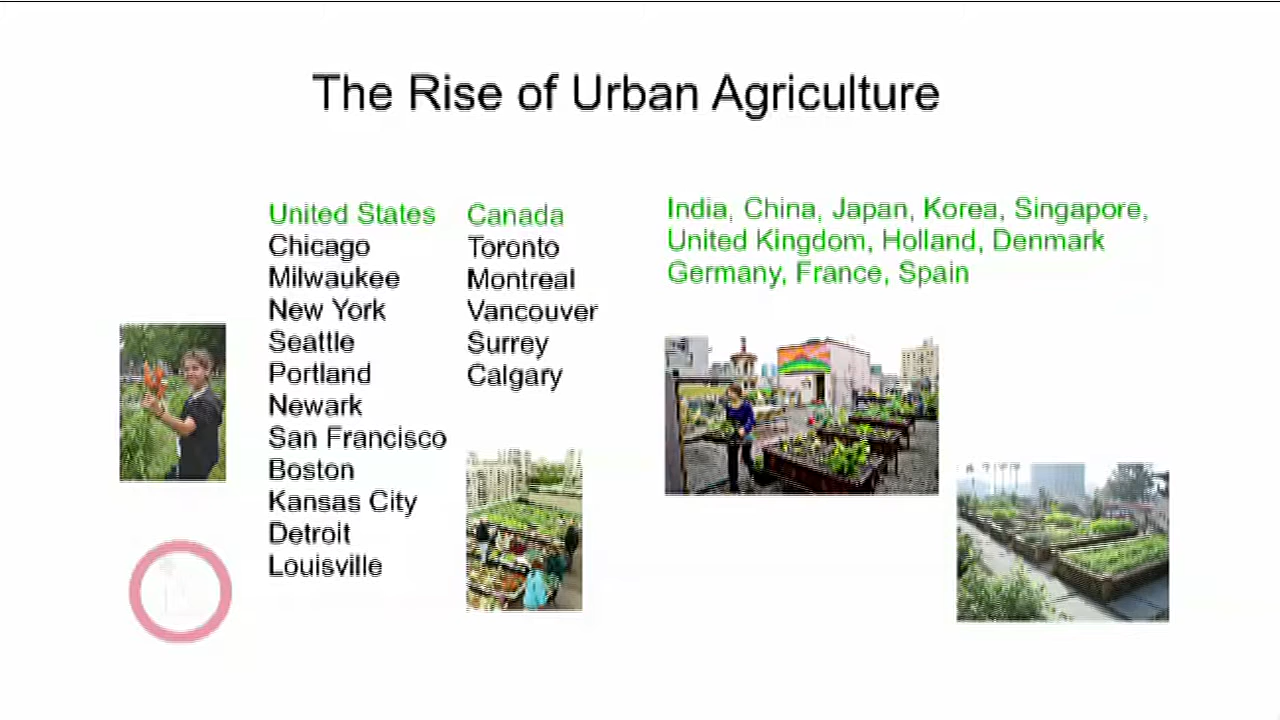 The Rise of Urban Agriculture
United States
Chicago
Milwaukee
New York
Seattle
Portland
Newark
San Francisco
Boston
Kansas City
Detroit
Louisville
Canada
Toronto
Montreal
Vancouver
Surrey
Calgary
India, China, Japan, Korea, Singapore,
United Kingdom, Holland, Denmark
Germany, France, Spain